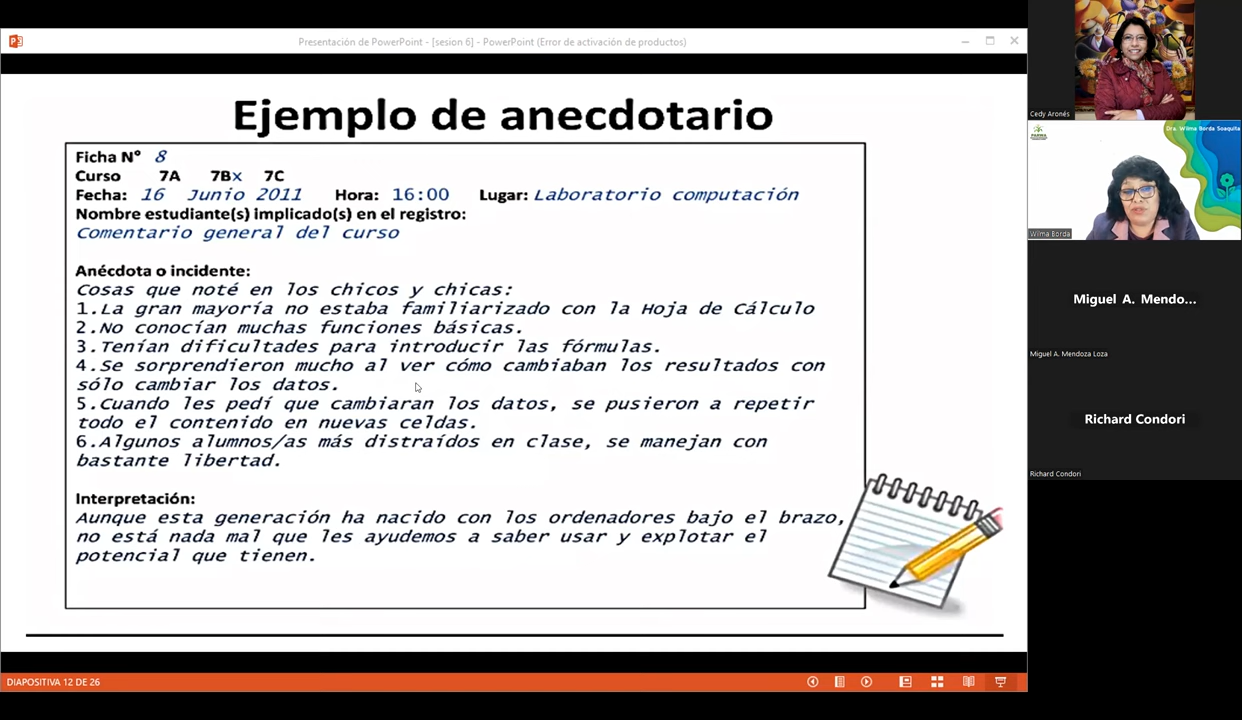 Presentación de PowerPoint - [sesion 6] - PowerPoint (Error de activación de productos)
Ejemplo de anecdotario
Ficha N° 8
Curso 7A 7Bx 7C
Fecha: 16 Junio 2011 Hora: 16:00 Lugar: Laboratorio computación
Nombre estudiante(s) implicado(s) en el registro:
Comentario general del curso
Anécdota o incidente:
Cosas que noté en los chicos y chicas:
1.La gran mayoría no estaba familiarizado con la Hoja de Cálculo
2.No conocían muchas funciones básicas.
3.Tenían dificultades para introducir las fórmulas.
4.Se sorprendieron mucho al ver cómo cambiaban los resultados con
sólo cambiar los datos.
5.Cuando les pedí que cambiaran los datos, se pusieron a repetir
todo el contenido en nuevas celdas.
6.Algunos alumnos/as más distraídos en clase, se manejan con
bastante libertad.
Interpretación:
Aunque esta generación ha nacido con los ordenadores bajo el brazo,
no está nada mal que les ayudemos a saber usar y explotar el
potencial que tienen.
DIAPOSITIVA 12 DE 26
Cedy Aronés
Dra. Wilma Borda Soaquita
Wilma Borda
Miguel A. Mendo...
Miguel A. Mendoza Loza
Richard Condori
Richard Condori